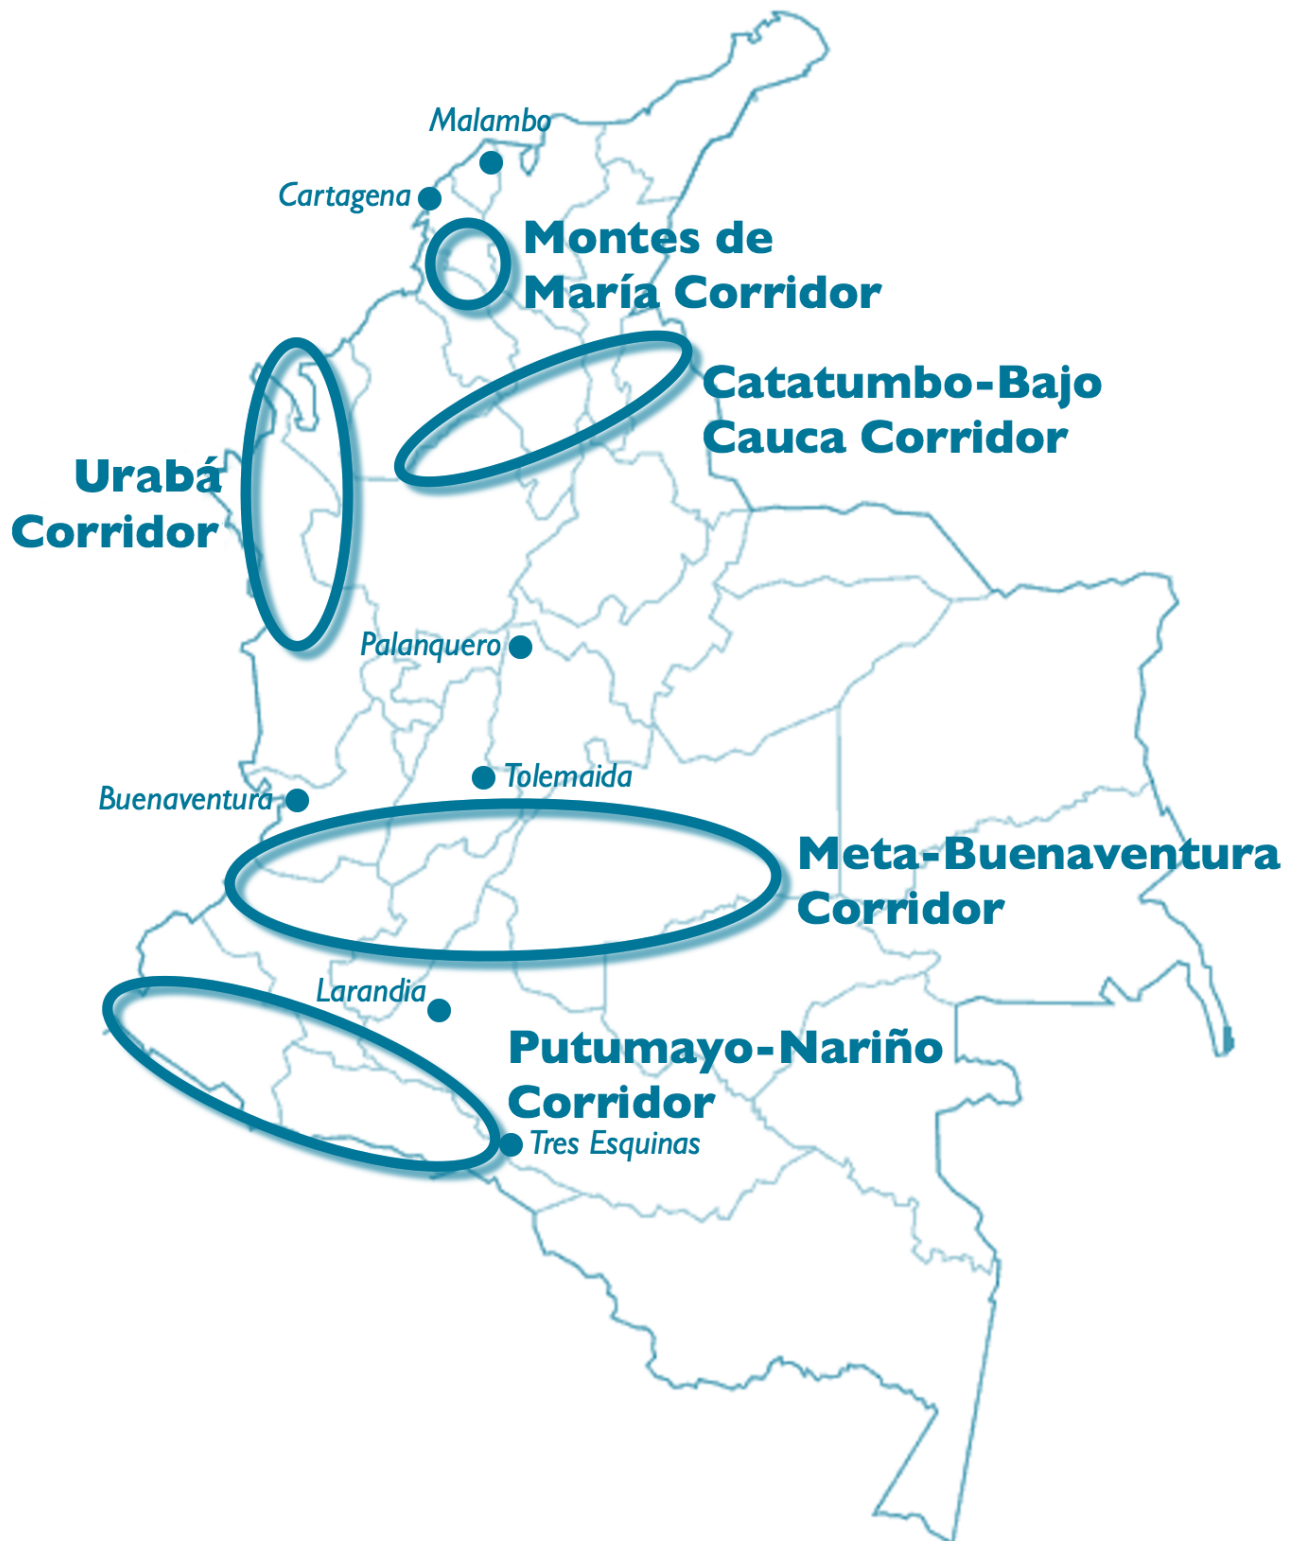 Malambo
Cartagena
Montes de
María Corridor
Catatumbo-Bajo
Cauca Corridor
Urabá
Corridor
Palanquero
Tolemaida
Buenaventura
Meta-Buenaventura
Corridor
Larandia
Putumayo-Nariño
Corridor
Tres Esquinas